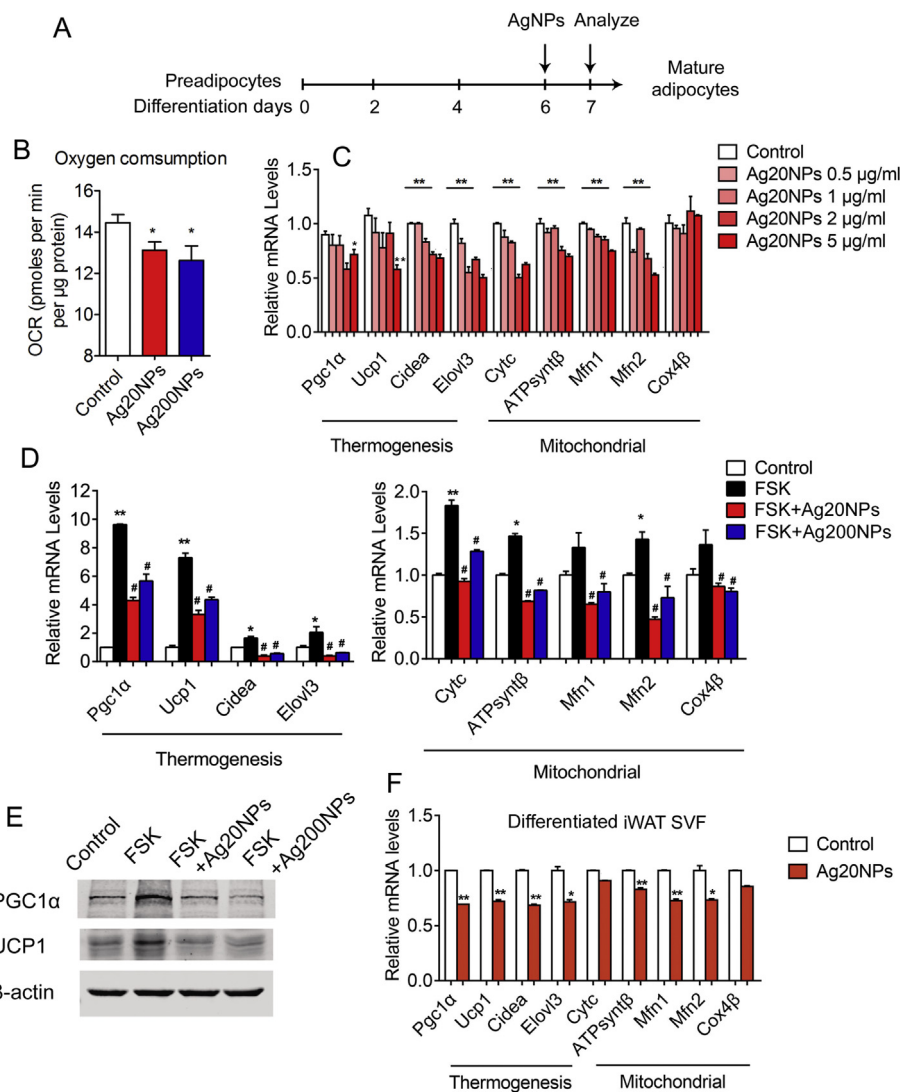 A
AgNPs Analyze
Preadipocytes
Mature
adipocytes
Differentiation days 0 2 4 6 7
B
Oxygen comsumption
OCR (pmoles per min
per µg protein)
16
14
12
10
8
* *
Control
Ag20NPs
Ag200NPs
C
Relative mRNA Levels
1.5
1.0
0.5
0.0
* ** ** ** ** ** ** **
Pgc1α
Ucp1
Cidea
Elovl3
Cytc
ATPsyntβ
Mfn1
Mfn2
Cox4β
Thermogenesis
Mitochondrial
Control
Ag20NPs 0.5 µg/ml
Ag20NPs 1 µg/ml
Ag20NPs 2 µg/ml
Ag20NPs 5 µg/ml
D
Relative mRNA Levels
12
10
8
6
4
2
0
** # # ** # # * # # * # #
Pgc1α
Ucp1
Cidea
Elovl3
Thermogenesis
Relative mRNA Levels
2.0
1.5
1.0
0.5
0.0
** # # * # # # # * # # # #
Cytc
ATPsyntβ
Mfn1
Mfn2
Cox4β
Mitochondrial
Control
FSK
FSK+Ag20NPs
FSK+Ag200NPs
E
Control
FSK
FSK
+Ag20NPs
FSK
+Ag200NPs
PGC1α
UCP1
β-actin
F
Differentiated iWAT SVF
Relative mRNA levels
1.5
1.0
0.5
0.0
** ** ** * ** ** *
Pgc1α
Ucp1
Cidea
Elovl3
Cytc
ATPsyntβ
Mfn1
Mfn2
Cox4β
Thermogenesis
Mitochondrial
Control
Ag20NPs